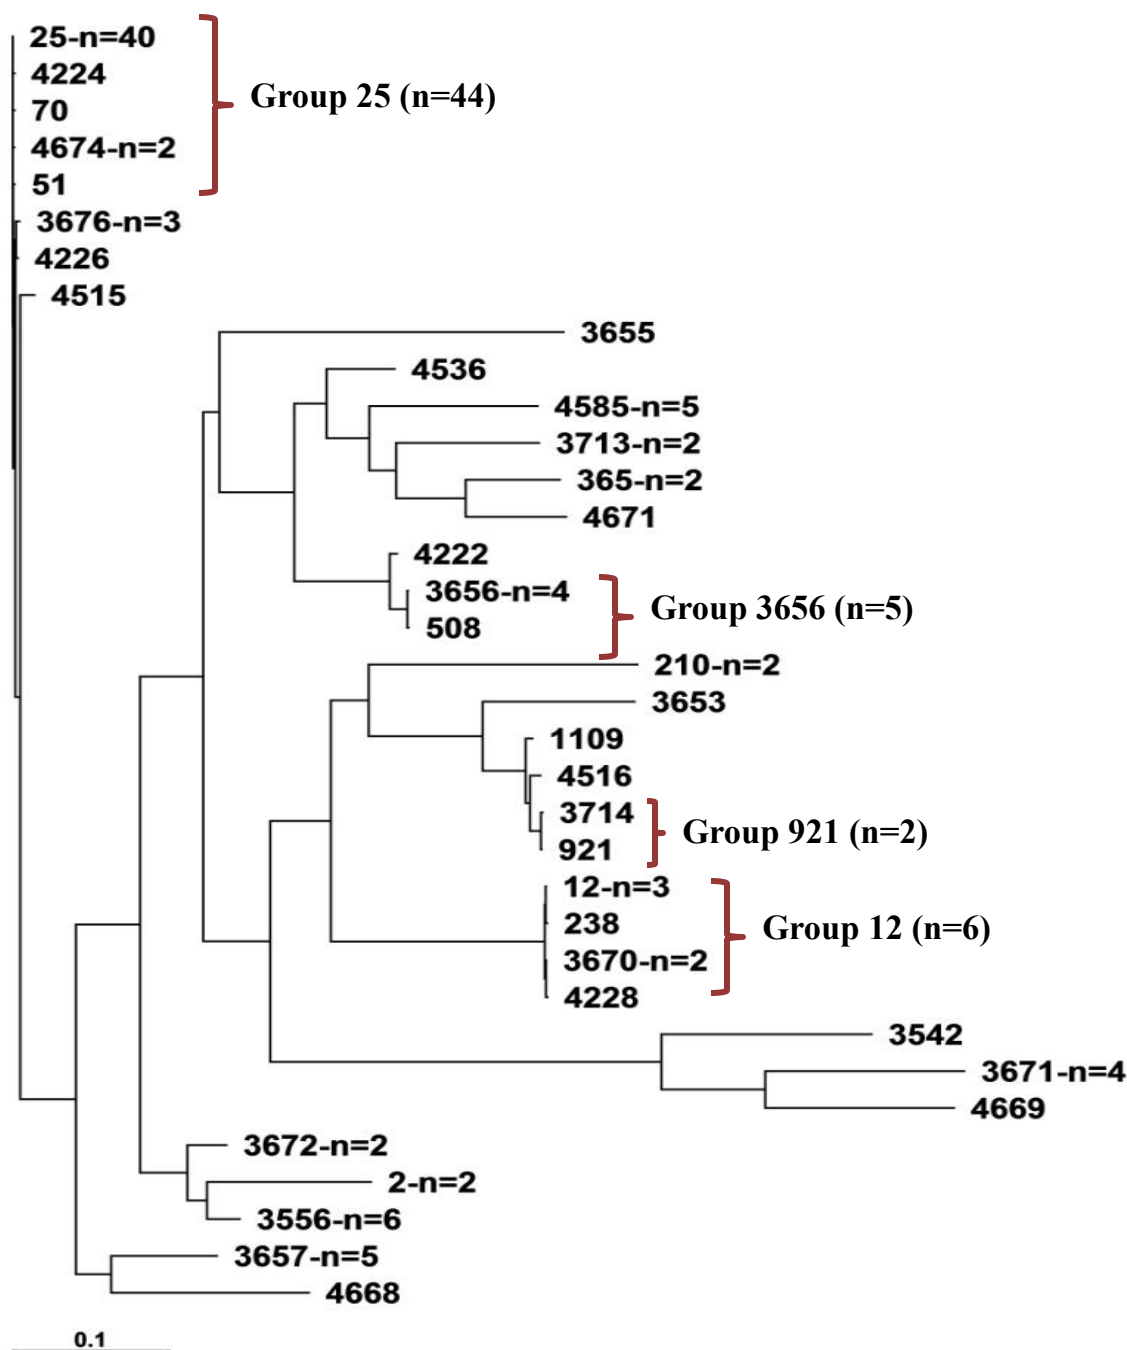 25-n=40
4224
Group 25 (n=44)
70
4674-n=2
51
3676-n=3
4226
4515
3655
4536
4585-n=5
3713-n=2
365-n=2
4671
4222
3656-n=4
Group 3656 (n=5)
508
210-n=2
3653
1109
4516
3714
Group 921 (n=2)
921
12-n=3
238
Group 12 (n=6)
3670-n=2
4228
3542
3671-n=4
4669
3672-n=2
2-n=2
3556-n=6
3657-n=5
4668
0.1